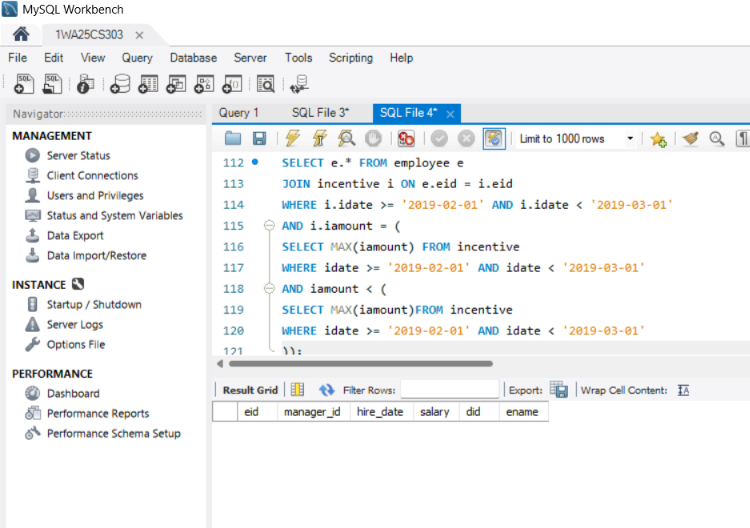 MySQL Workbench
1WA25CS303 ×
File Edit View Query Database Server Tools Scripting Help
SQL SQL
Navigator
Query 1 SQL File 3* SQL File 4* ×
MANAGEMENT
Server Status
Client Connections
Users and Privileges
Status and System Variables
Data Export
Data Import/Restore
INSTANCE
Startup / Shutdown
Server Logs
Options File
PERFORMANCE
Dashboard
Performance Reports
Performance Schema Setup
Limit to 1000 rows
112 SELECT e.* FROM employee e
113 JOIN incentive i ON e.eid = i.eid
114 WHERE i.idate >= '2019-02-01' AND i.idate < '2019-03-01'
115 AND i.iamount = (
116 SELECT MAX(iamount) FROM incentive
117 WHERE idate >= '2019-02-01' AND idate < '2019-03-01'
118 AND iamount < (
119 SELECT MAX(iamount)FROM incentive
120 WHERE idate >= '2019-02-01' AND idate < '2019-03-01'
121 ));
Result Grid Filter Rows: Export: Wrap Cell Content:
eid manager_id hire_date salary did ename